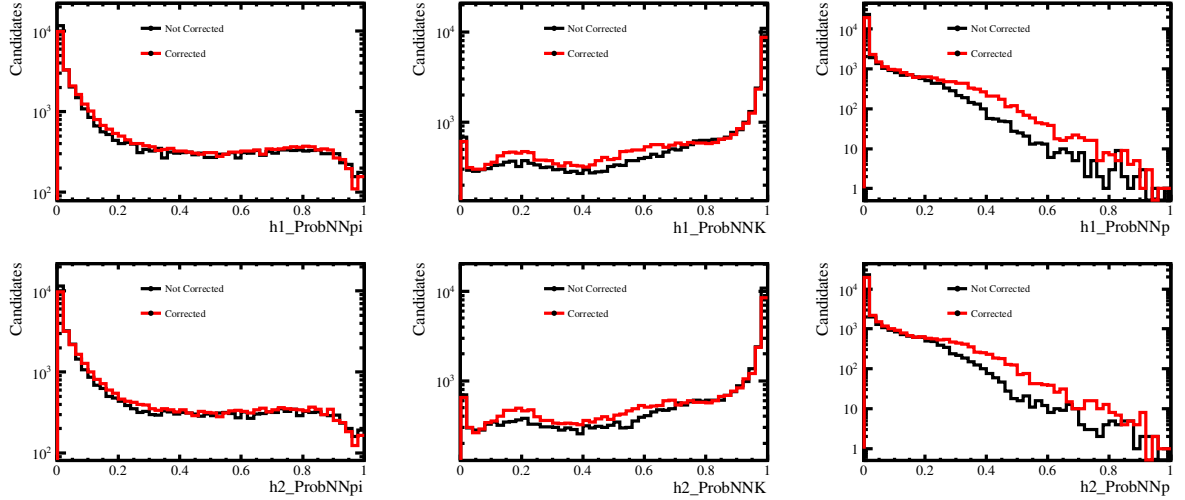 Candidates
10^4
10^3
10^2
Not Corrected
Corrected
0 0.2 0.4 0.6 0.8 1
h1_ProbNNpi
Candidates
10^4
10^3
Not Corrected
Corrected
0 0.2 0.4 0.6 0.8 1
h1_ProbNNK
Candidates
10^4
10^3
10^2
10
1
Not Corrected
Corrected
0 0.2 0.4 0.6 0.8 1
h1_ProbNNp
Candidates
10^4
10^3
10^2
Not Corrected
Corrected
0 0.2 0.4 0.6 0.8 1
h2_ProbNNpi
Candidates
10^4
10^3
Not Corrected
Corrected
0 0.2 0.4 0.6 0.8 1
h2_ProbNNK
Candidates
10^4
10^3
10^2
10
1
Not Corrected
Corrected
0 0.2 0.4 0.6 0.8 1
h2_ProbNNp